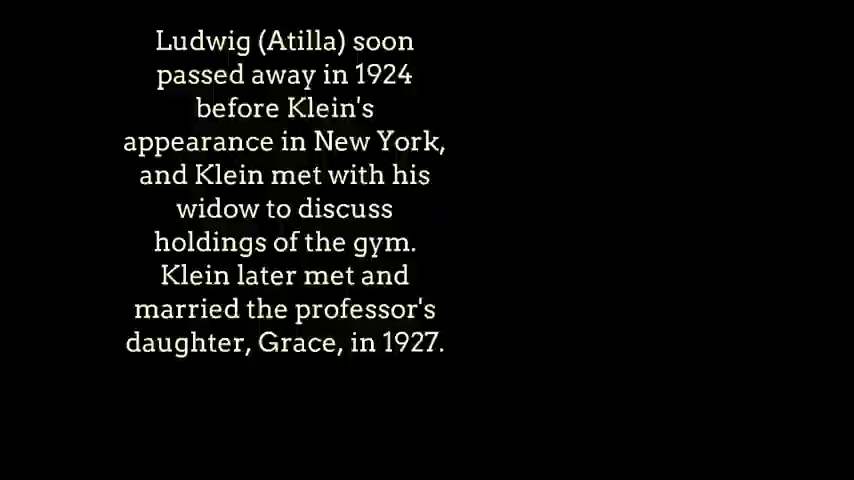 Ludwig (Atilla) soon
passed away in 1924
before Klein's
appearance in New York,
and Klein met with his
widow to discuss
holdings of the gym.
Klein later met and
married the professor's
daughter, Grace, in 1927.